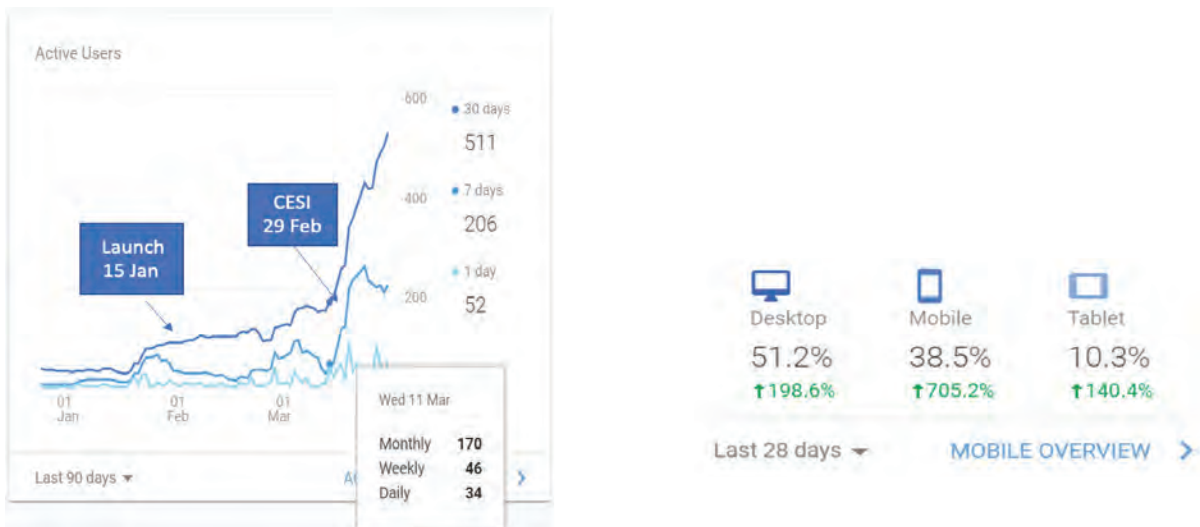 Active Users
600
30 days
511
400
7 days
206
1 day
200
52
CESI
29 Feb
Launch
15 Jan
01
Jan
01
Feb
01
Mar
Wed 11 Mar
Monthly 170
Weekly 46
Daily 34
Last 90 days
Desktop Mobile Tablet
51.2% 38.5% 10.3%
↑198.6% ↑705.2% ↑140.4%
Last 28 days MOBILE OVERVIEW